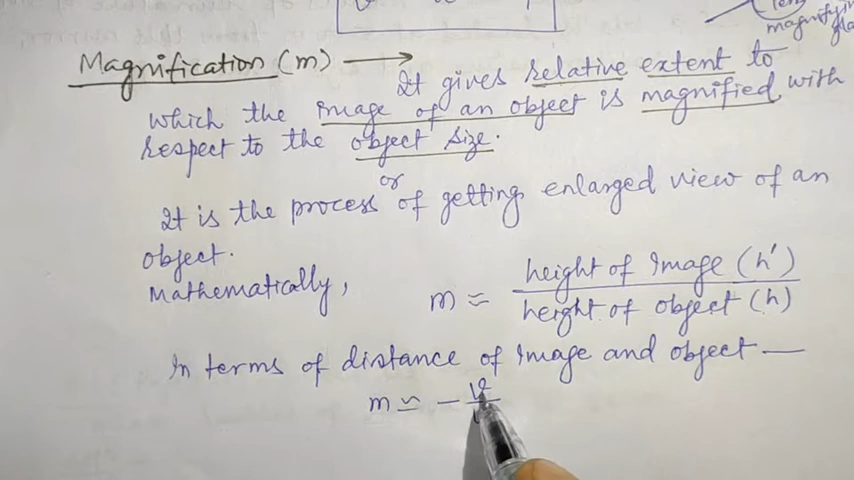 magnifying
Magnification (m) →
It gives relative extent to
which the image of an object is magnified with
respect to the object size.
or
It is the process of getting enlarged view of an
object.
Mathematically,
m = height of Image (h')
height of object (h)
In terms of distance of Image and object —
m = - v